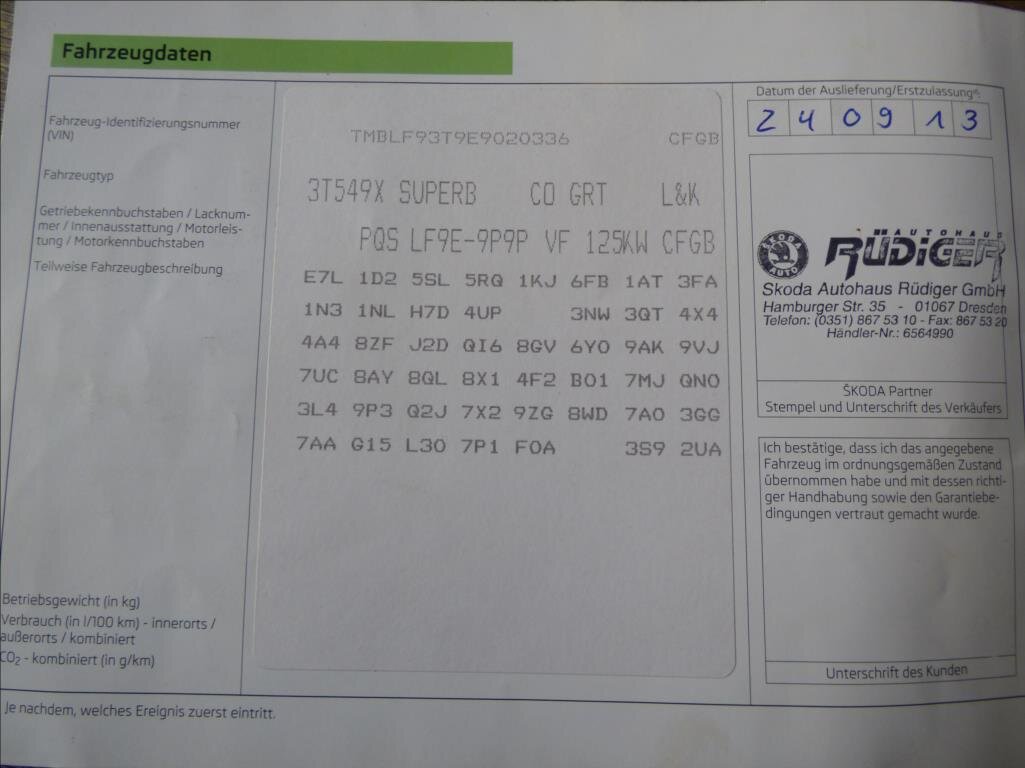 Fahrzeugdaten
Fahrzeug-Identifizierungsnummer
(VIN)
Fahrzeugtyp
Getriebekennbuchstaben / Lacknum-
mer / Innenausstattung / Motorleis-
tung / Motorkennbuchstaben
Teilweise Fahrzeugbeschreibung
TMBLF93T9E9020336 CFGB
3T549X SUPERB CO GRT L&K
PQS LF9E-9P9P VF 125KW CFGB
E7L 1D2 5SL 5RQ 1KJ 6FB 1AT 3FA
1N3 1NL H7D 4UP 3NW 3QT 4X4
4A4 8ZF J2D QI6 8GV 6Y0 9AK 9VJ
7UC 8AY 8QL 8X1 4F2 B01 7MJ QN0
3L4 9P3 Q2J 7X2 9ZG 8WD 7A0 3GG
7AA G15 L30 7P1 F0A 3S9 2UA
Betriebsgewicht (in kg)
Verbrauch (in l/100 km) - innerorts /
außerorts / kombiniert
CO2 - kombiniert (in g/km)
Je nachdem, welches Ereignis zuerst eintritt.
Datum der Auslieferung/Erstzulassung
2 4 0 9 1 3
ŠKODA
AUTO
AUTOHAUS
RÜDIGER
Skoda Autohaus Rüdiger GmbH
Hamburger Str. 35 - 01067 Dresden
Telefon: (0351) 867 53 10 - Fax: 867 53 20
Händler-Nr.: 6564990
ŠKODA Partner
Stempel und Unterschrift des Verkäufers
Ich bestätige, dass ich das angegebene
Fahrzeug im ordnungsgemäßen Zustand
übernommen habe und mit dessen richti-
ger Handhabung sowie den Garantiebe-
dingungen vertraut gemacht wurde.
Unterschrift des Kunden